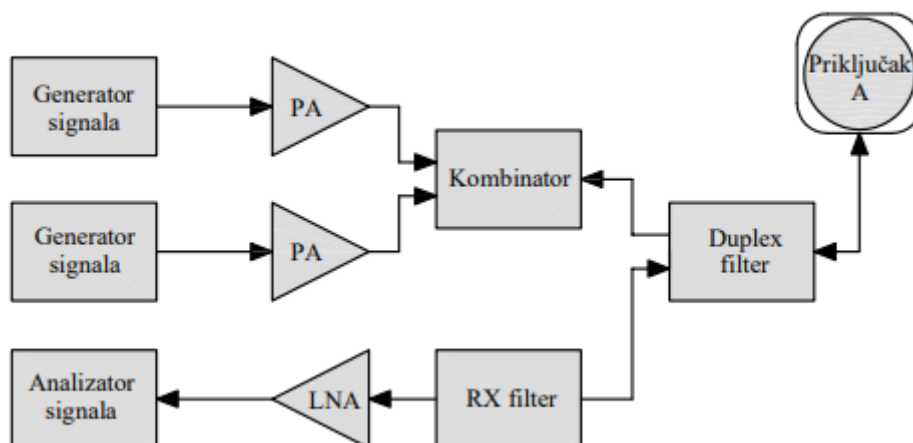 Generator
signala
PA
Priključak
A
Kombinator
Generator
signala
PA
Duplex
filter
Analizator
signala
LNA
RX filter